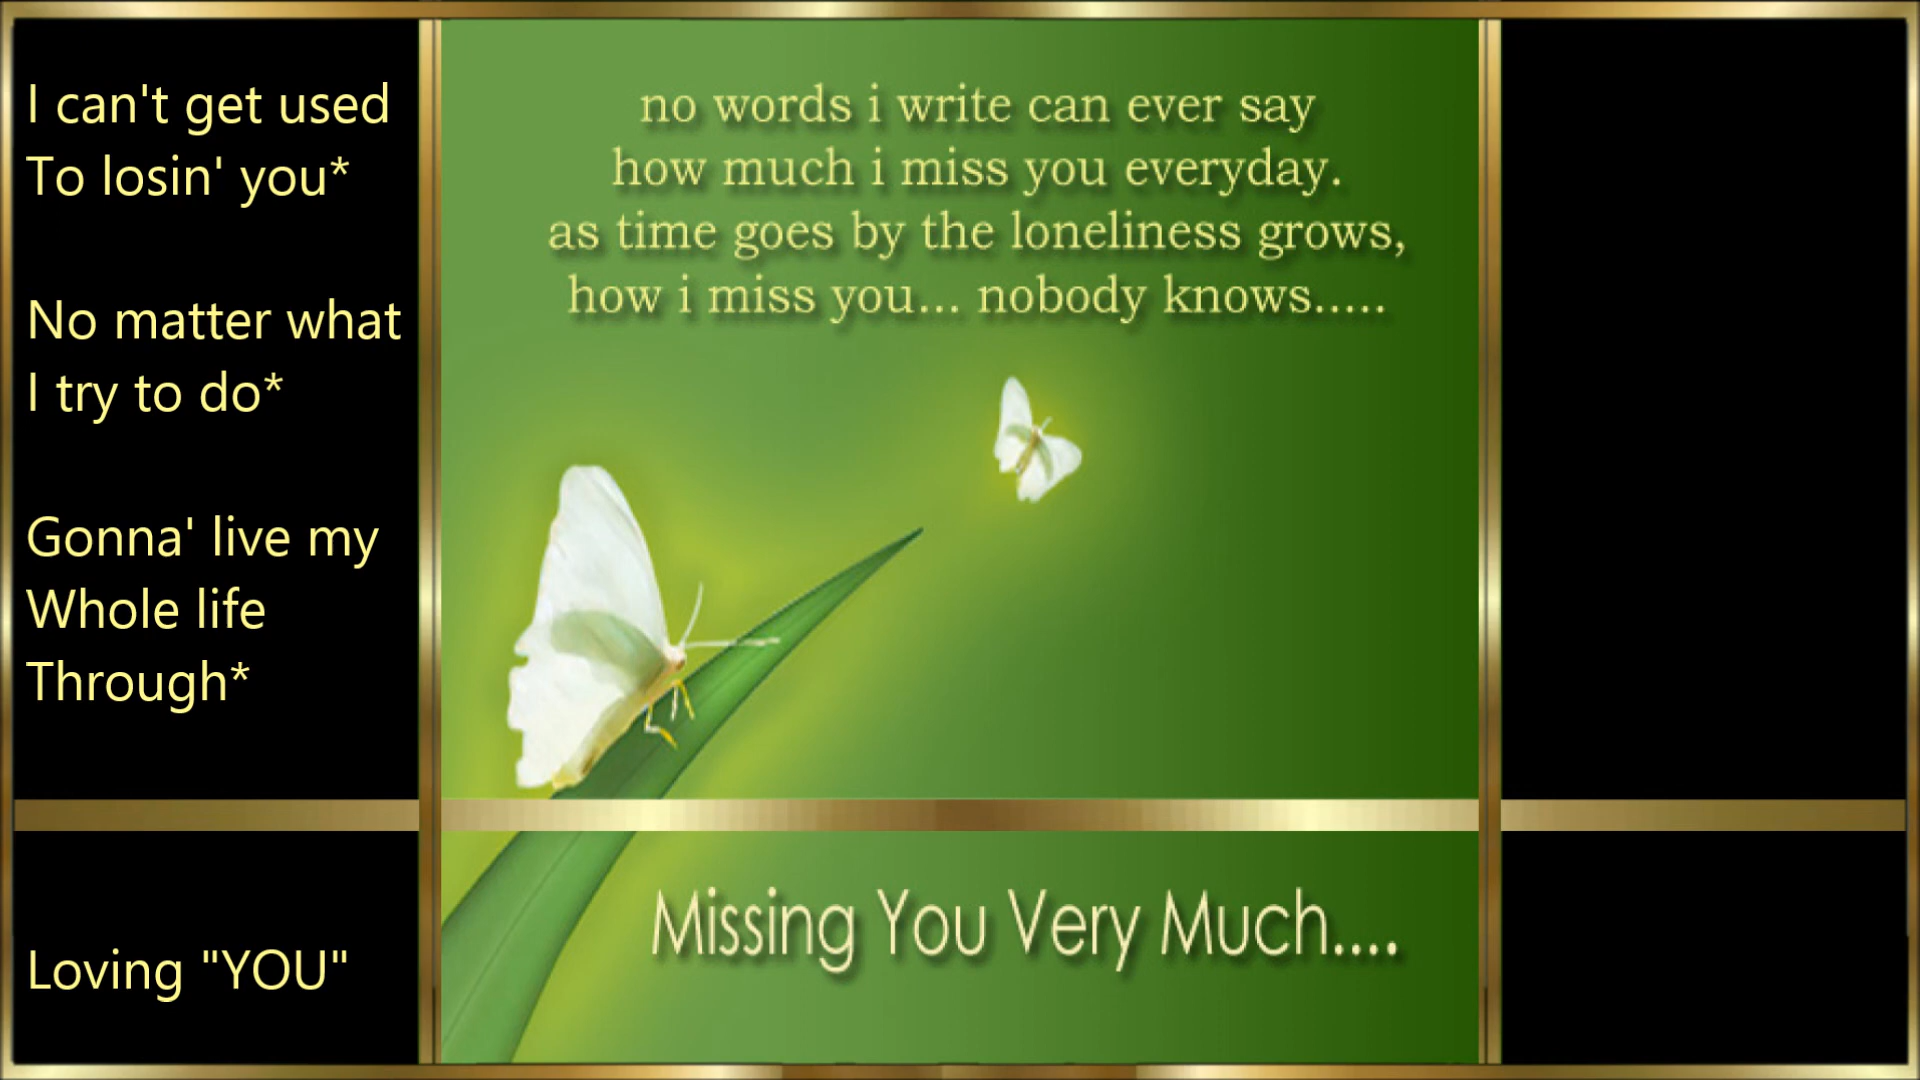 I can't get used
To losin' you*
No matter what
I try to do*
Gonna' live my
Whole life
Through*
Loving "YOU"
no words i write can ever say
how much i miss you everyday.
as time goes by the loneliness grows,
how i miss you... nobody knows.....
Missing You Very Much....